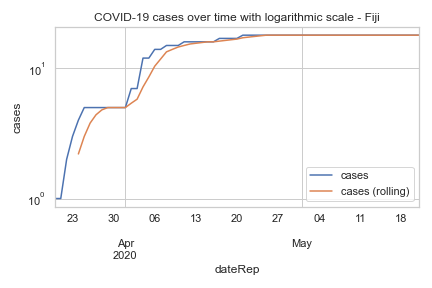 COVID-19 cases over time with logarithmic scale - Fiji
cases
10¹
10⁰
cases
cases (rolling)
23 30 06 13 20 27 04 11 18
Apr May
2020
dateRep